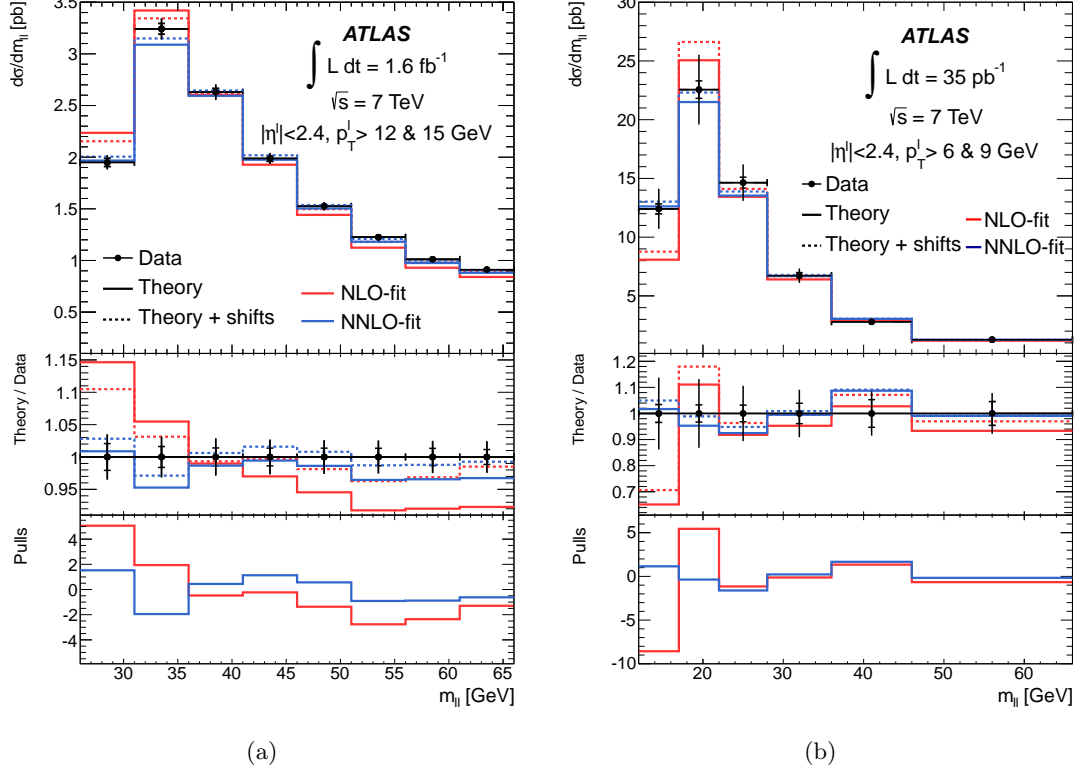 dσ/dm_ll [pb]
3.5
3
2.5
2
1.5
1
0.5
ATLAS
∫ L dt = 1.6 fb⁻¹
√s = 7 TeV
|η^l|<2.4, p_T^l > 12 & 15 GeV
Data
Theory
Theory + shifts
NLO-fit
NNLO-fit
Theory / Data
1.15
1.1
1.05
1
0.95
Pulls
4
2
0
-2
-4
30 35 40 45 50 55 60 65
m_ll [GeV]
(a)
dσ/dm_ll [pb]
30
25
20
15
10
5
ATLAS
∫ L dt = 35 pb⁻¹
√s = 7 TeV
|η^l|<2.4, p_T^l > 6 & 9 GeV
Data
Theory
Theory + shifts
NLO-fit
NNLO-fit
Theory / Data
1.2
1.1
1.0
0.9
0.8
0.7
Pulls
5
0
-5
-10
20 30 40 50 60
m_ll [GeV]
(b)